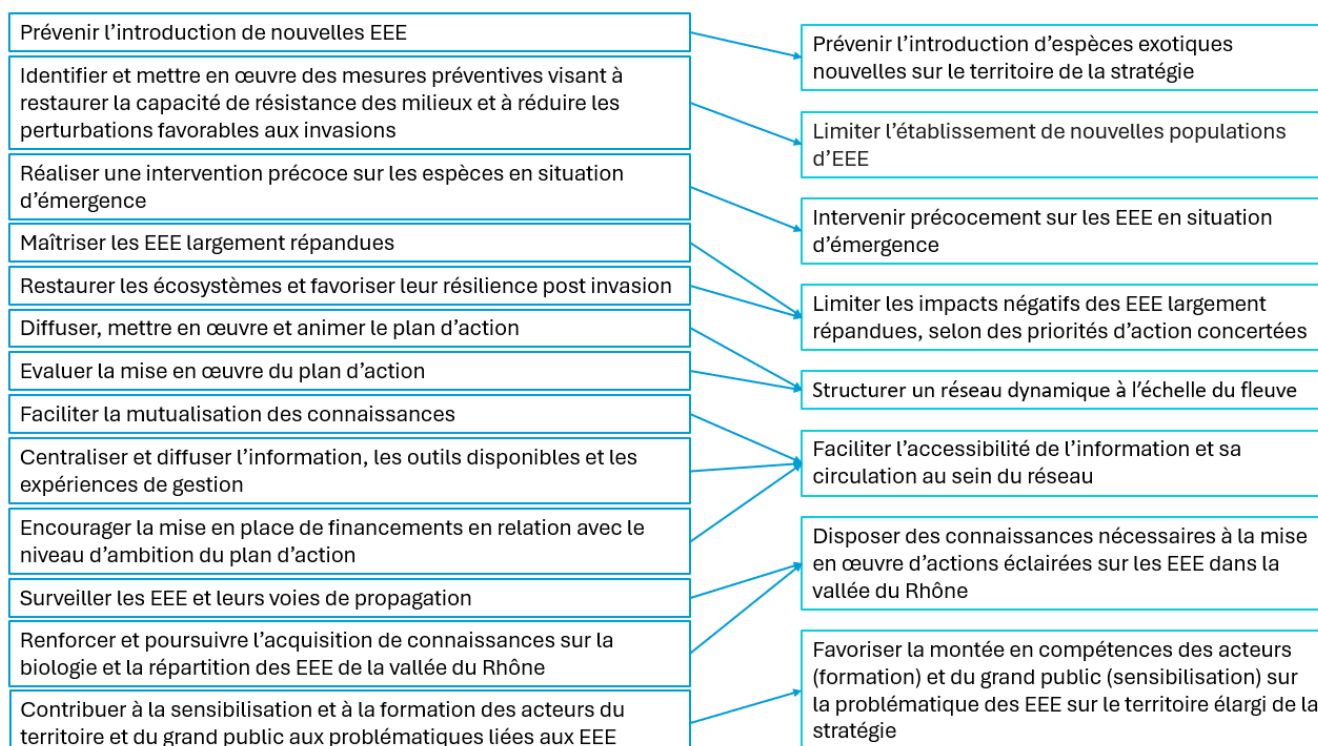 Prévenir l’introduction de nouvelles EEE
Identifier et mettre en œuvre des mesures préventives visant à
restaurer la capacité de résistance des milieux et à réduire les
perturbations favorables aux invasions
Réaliser une intervention précoce sur les espèces en situation
d’émergence
Maîtriser les EEE largement répandues
Restaurer les écosystèmes et favoriser leur résilience post invasion
Diffuser, mettre en œuvre et animer le plan d’action
Evaluer la mise en œuvre du plan d’action
Faciliter la mutualisation des connaissances
Centraliser et diffuser l’information, les outils disponibles et les
expériences de gestion
Encourager la mise en place de financements en relation avec le
niveau d’ambition du plan d’action
Surveiller les EEE et leurs voies de propagation
Renforcer et poursuivre l’acquisition de connaissances sur la
biologie et la répartition des EEE de la vallée du Rhône
Contribuer à la sensibilisation et à la formation des acteurs du
territoire et du grand public aux problématiques liées aux EEE
Prévenir l’introduction d’espèces exotiques
nouvelles sur le territoire de la stratégie
Limiter l’établissement de nouvelles populations
d’EEE
Intervenir précocement sur les EEE en situation
d’émergence
Limiter les impacts négatifs des EEE largement
répandues, selon des priorités d’action concertées
Structurer un réseau dynamique à l’échelle du fleuve
Faciliter l’accessibilité de l’information et sa
circulation au sein du réseau
Disposer des connaissances nécessaires à la mise
en œuvre d’actions éclairées sur les EEE dans la
vallée du Rhône
Favoriser la montée en compétences des acteurs
(formation) et du grand public (sensibilisation) sur
la problématique des EEE sur le territoire élargi de la
stratégie